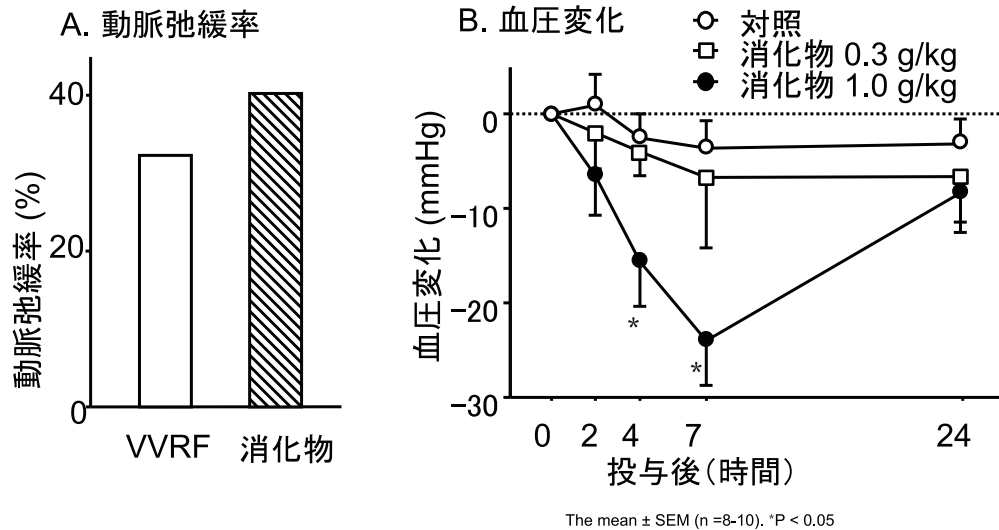 A. 動脈弛緩率
動脈弛緩率 (%)
40
20
0
VVRF
消化物
B. 血圧変化
対照
消化物 0.3 g/kg
消化物 1.0 g/kg
血圧変化 (mmHg)
0
−10
−20
−30
*
*
0 2 4 7 24
投与後(時間)
The mean ± SEM (n =8-10). *P < 0.05